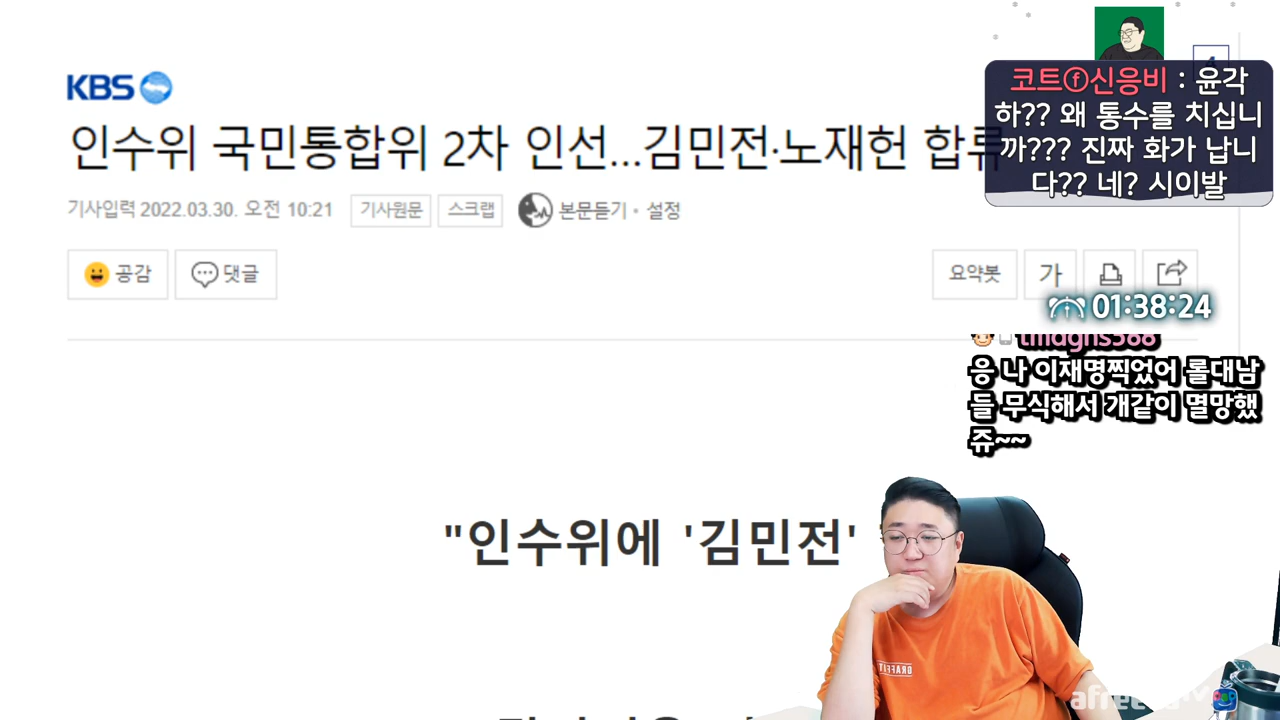 KBS
인수위 국민통합위 2차 인선...김민전·노재헌 합류
기사입력 2022.03.30. 오전 10:21
기사원문
스크랩
본문듣기 · 설정
공감
댓글
요약봇
가
코트ⓕ신응비 : 윤각
하?? 왜 통수를 치십니
까??? 진짜 화가 납니
다?? 네? 시이발
01:38:24
응 나 이재명찍었어 롤대남
들 무식해서 개같이 멸망했
쥬~~
"인수위에 '김민전'